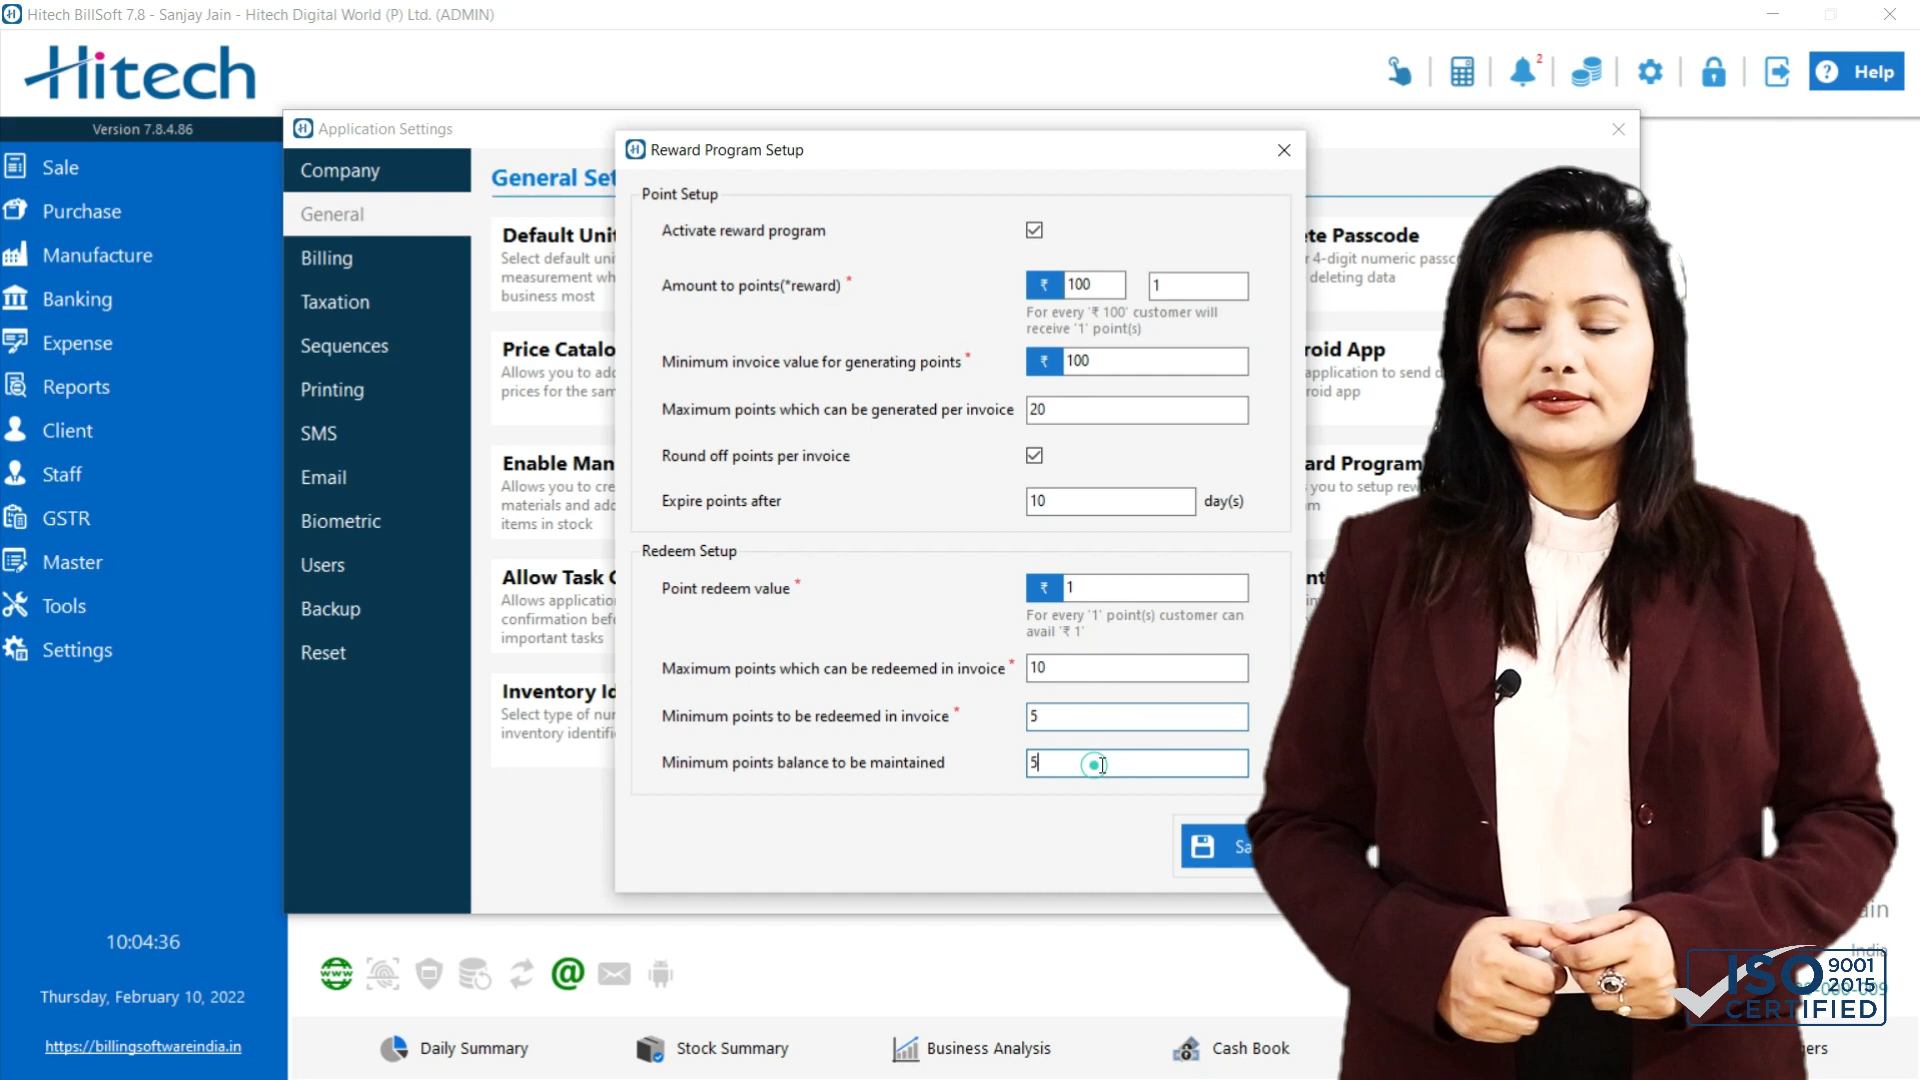 Hitech BillSoft 7.8 - Sanjay Jain - Hitech Digital World (P) Ltd. (ADMIN)
Hitech
2
Help
Version 7.8.4.86
Sale
Purchase
Manufacture
Banking
Expense
Reports
Client
Staff
GSTR
Master
Tools
Settings
10:04:36
Thursday, February 10, 2022
https://billingsoftwareindia.in
Application Settings
Company
General
Billing
Taxation
Sequences
Printing
SMS
Email
Biometric
Users
Backup
Reset
General Set
Default Unit
Select default uni
measurement wh
business most
Price Catalo
Allows you to add
prices for the sam
Enable Man
Allows you to cre
materials and add
items in stock
Allow Task C
Allows applicatio
confirmation befo
important tasks
Inventory Id
Select type of nu
inventory identifi
Reward Program Setup
Point Setup
Activate reward program
Amount to points(*reward) *
₹ 100 1
For every '₹ 100' customer will
receive '1' point(s)
Minimum invoice value for generating points *
₹ 100
Maximum points which can be generated per invoice 20
Round off points per invoice
Expire points after 10 day(s)
Redeem Setup
Point redeem value *
₹ 1
For every '1' point(s) customer can
avail '₹ 1'
Maximum points which can be redeemed in invoice * 10
Minimum points to be redeemed in invoice * 5
Minimum points balance to be maintained 5
Sa
te Passcode
4-digit numeric passc
deleting data
roid App
application to send d
roid app
ard Program
you to setup rew
m
nt
ain
India
ISO 9001
2015
CERTIFIED
www
@
Daily Summary
Stock Summary
Business Analysis
Cash Book
ers